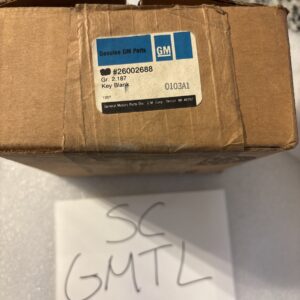 Genuine GM Parts
GM
#26002688
Gr. 2.187
Key Blank
0103A1
SC
GMTL